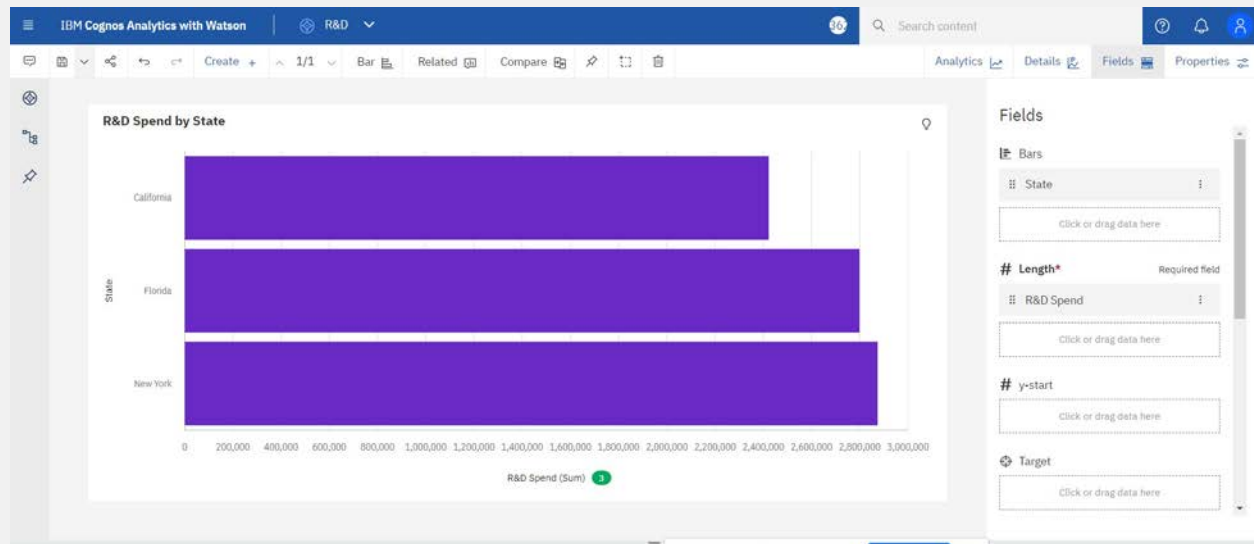 IBM Cognos Analytics with Watson
R&D
Search content
Create +
1/1
Bar
Related
Compare
Analytics
Details
Fields
Properties
R&D Spend by State
State
California
Florida
New York
0 200,000 400,000 600,000 800,000 1,000,000 1,200,000 1,400,000 1,600,000 1,800,000 2,000,000 2,200,000 2,400,000 2,600,000 2,800,000 3,000,000
R&D Spend (Sum) 3
Fields
Bars
State
Click or drag data here
# Length* Required field
R&D Spend
Click or drag data here
# y-start
Click or drag data here
Target
Click or drag data here